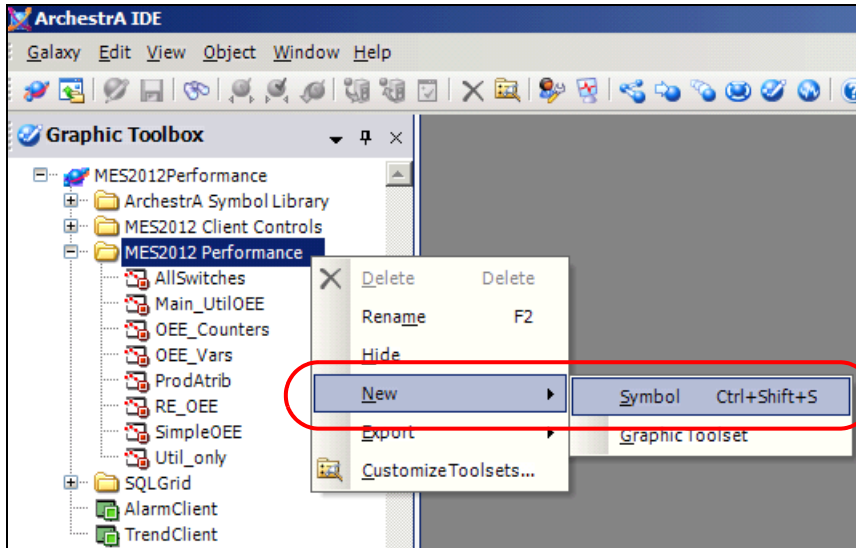 ArchestrA IDE
Galaxy Edit View Object Window Help
Graphic Toolbox
MES2012Performance
ArchestrA Symbol Library
MES2012 Client Controls
MES2012 Performance
AllSwitches
Main_UtilOEE
OEE_Counters
OEE_Vars
ProdAtrib
RE_OEE
SimpleOEE
Util_only
SQLGrid
AlarmClient
TrendClient
Delete Delete
Rename F2
Hide
New
Export
Customize Toolsets...
Symbol Ctrl+Shift+S
Graphic Toolset